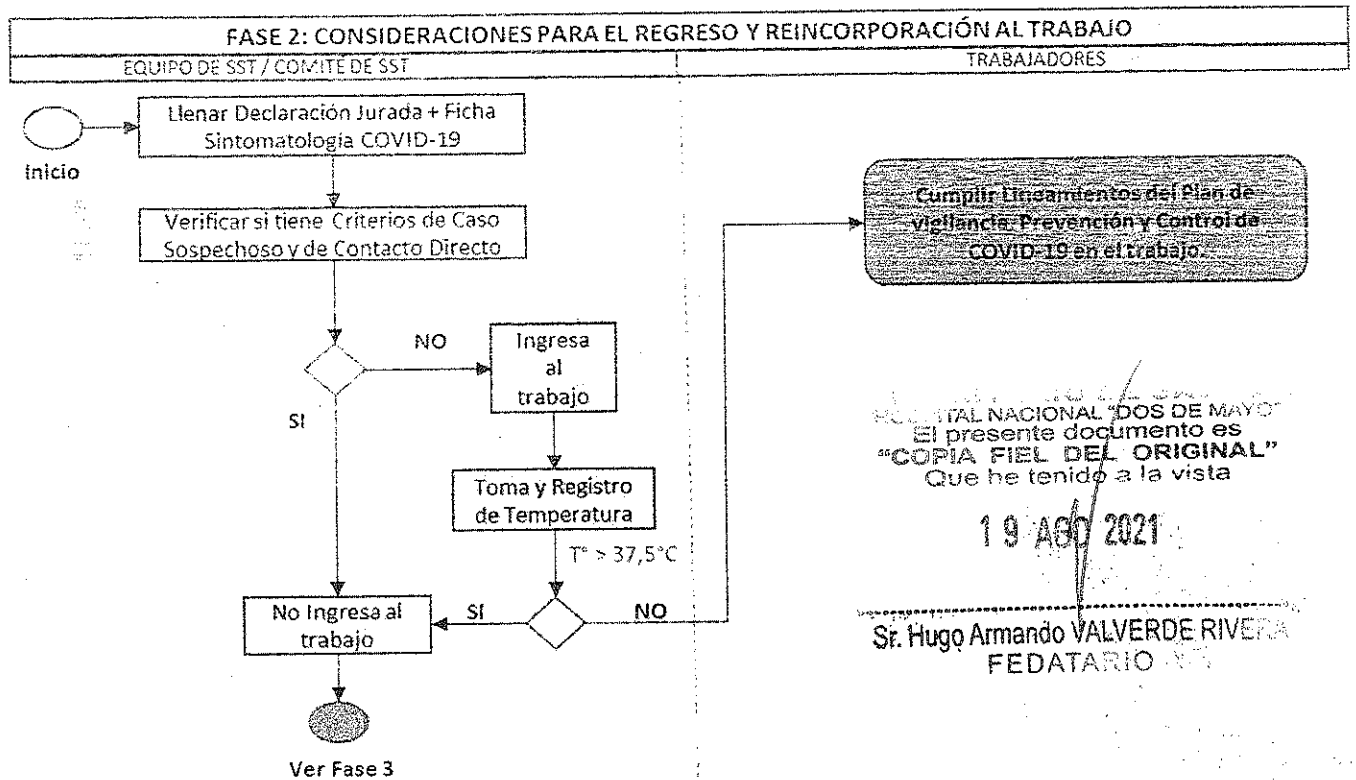 FASE 2: CONSIDERACIONES PARA EL REGRESO Y REINCORPORACIÓN AL TRABAJO
EQUIPO DE SST / COMITÉ DE SST
TRABAJADORES
Llenar Declaración Jurada + Ficha
Sintomatología COVID-19
Inicio
Verificar si tiene Criterios de Caso
Sospechoso y de Contacto Directo
Cumplir Lineamientos del Plan de
vigilancia, Prevención y Control de
COVID-19 en el trabajo.
NO
Ingresa
al
trabajo
SI
Toma y Registro
de Temperatura
T° > 37,5°C
No Ingresa al
trabajo
SI
NO
Ver Fase 3
HOSPITAL NACIONAL "DOS DE MAYO"
El presente documento es
"COPIA FIEL DEL ORIGINAL"
Que he tenido a la vista
19 AGO 2021
Sr. Hugo Armando VALVERDE RIVERA
FEDATARIO